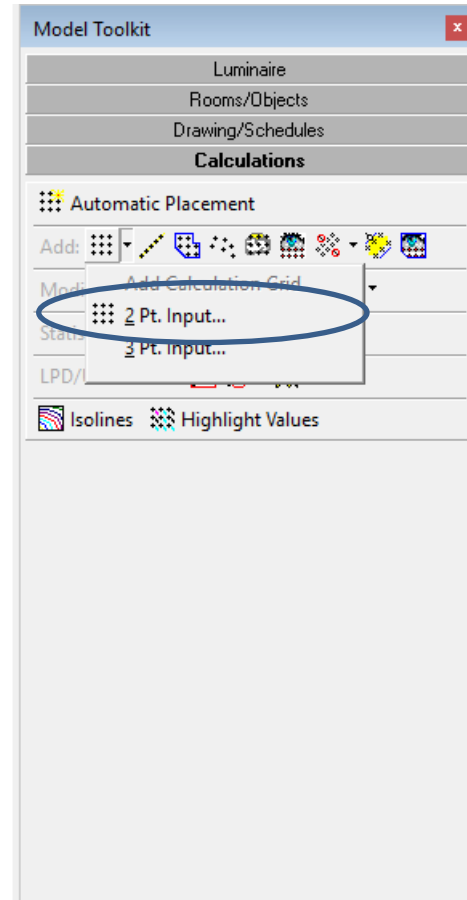 Model Toolkit
x
Luminaire
Rooms/Objects
Drawing/Schedules
Calculations
Automatic Placement
Add:
Add Calculation Grid
2 Pt. Input...
3 Pt. Input...
LPD/
Isolines Highlight Values